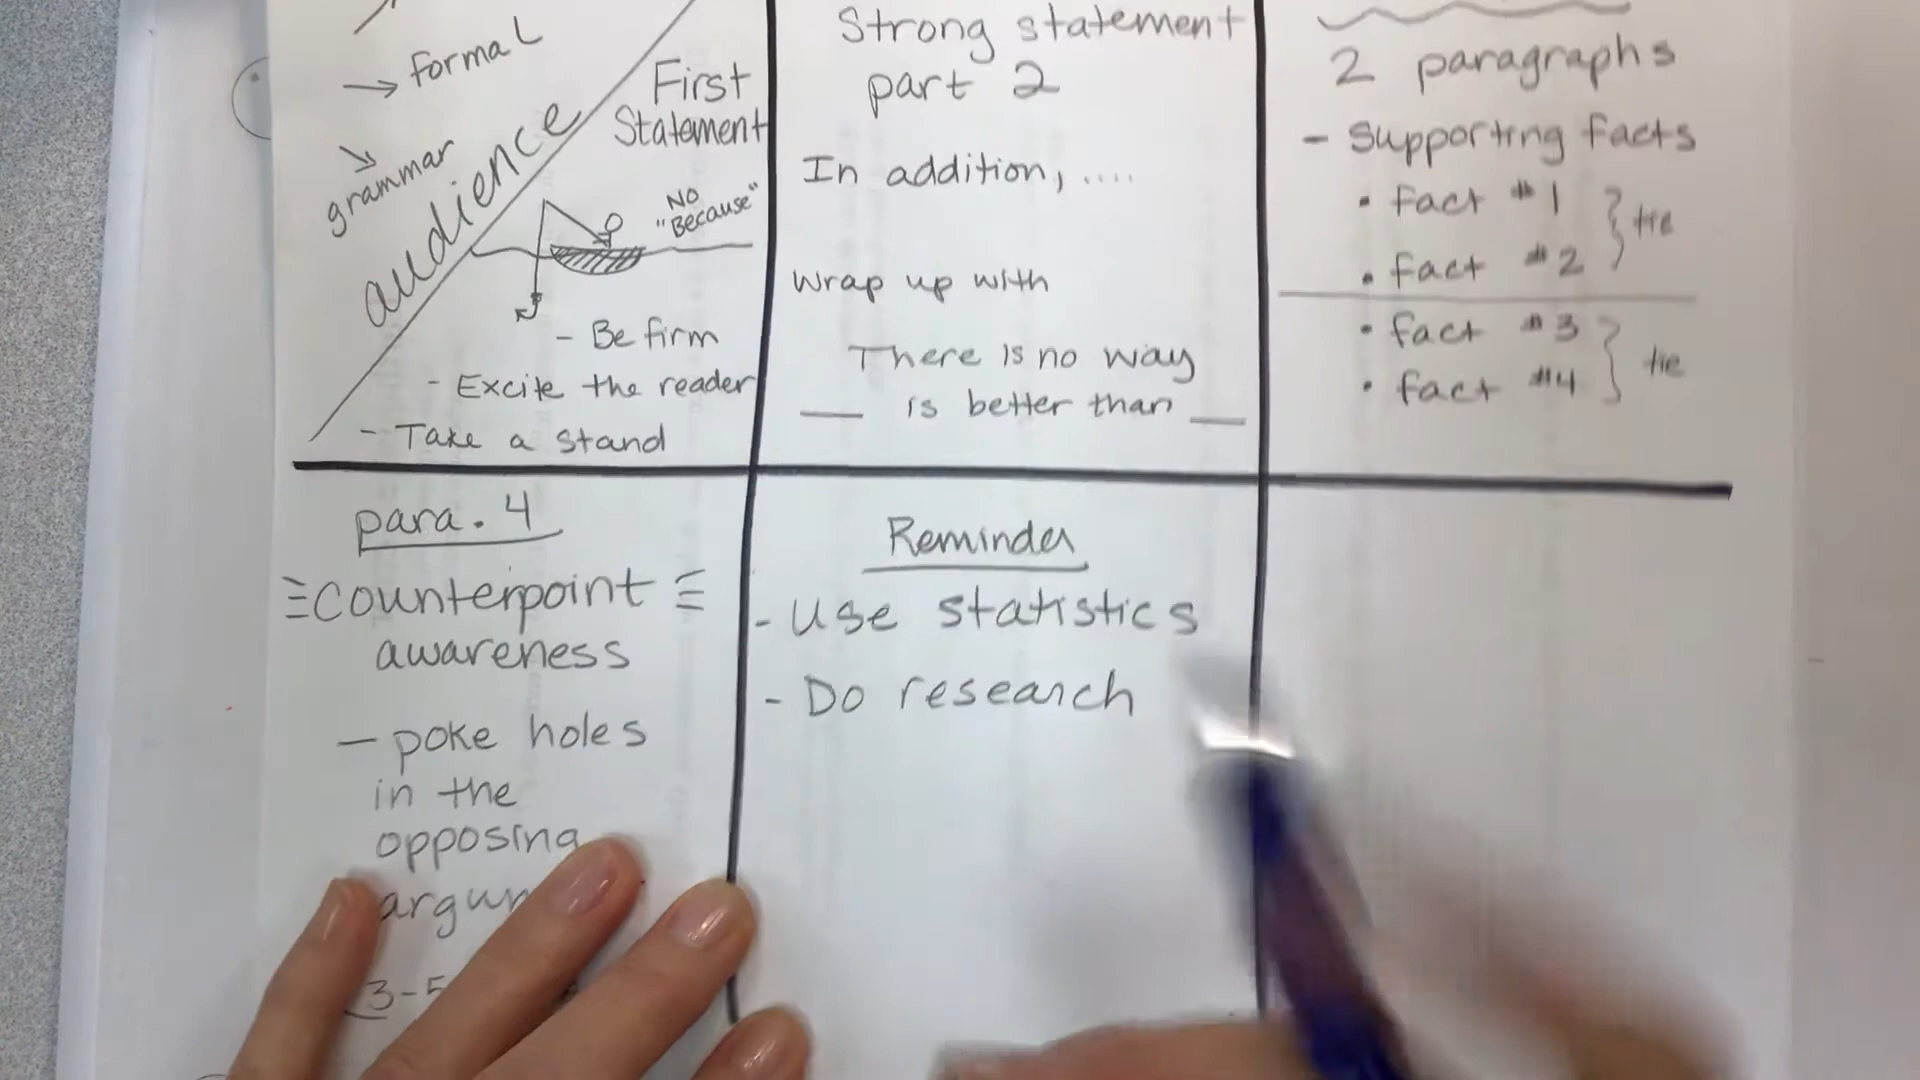 → formal
→ grammar
audience
First
Statement
NO
"Because"
- Be firm
- Excite the reader
- Take a stand
Strong statement
part 2
In addition, ....
Wrap up with
There is no way
___ is better than ___
2 paragraphs
- Supporting facts
• fact #1
• fact #2
tie
• fact #3
• fact #4
tie
para. 4
counterpoint
awareness
- poke holes
in the
opposing
3-5
Reminder
- Use statistics
- Do research